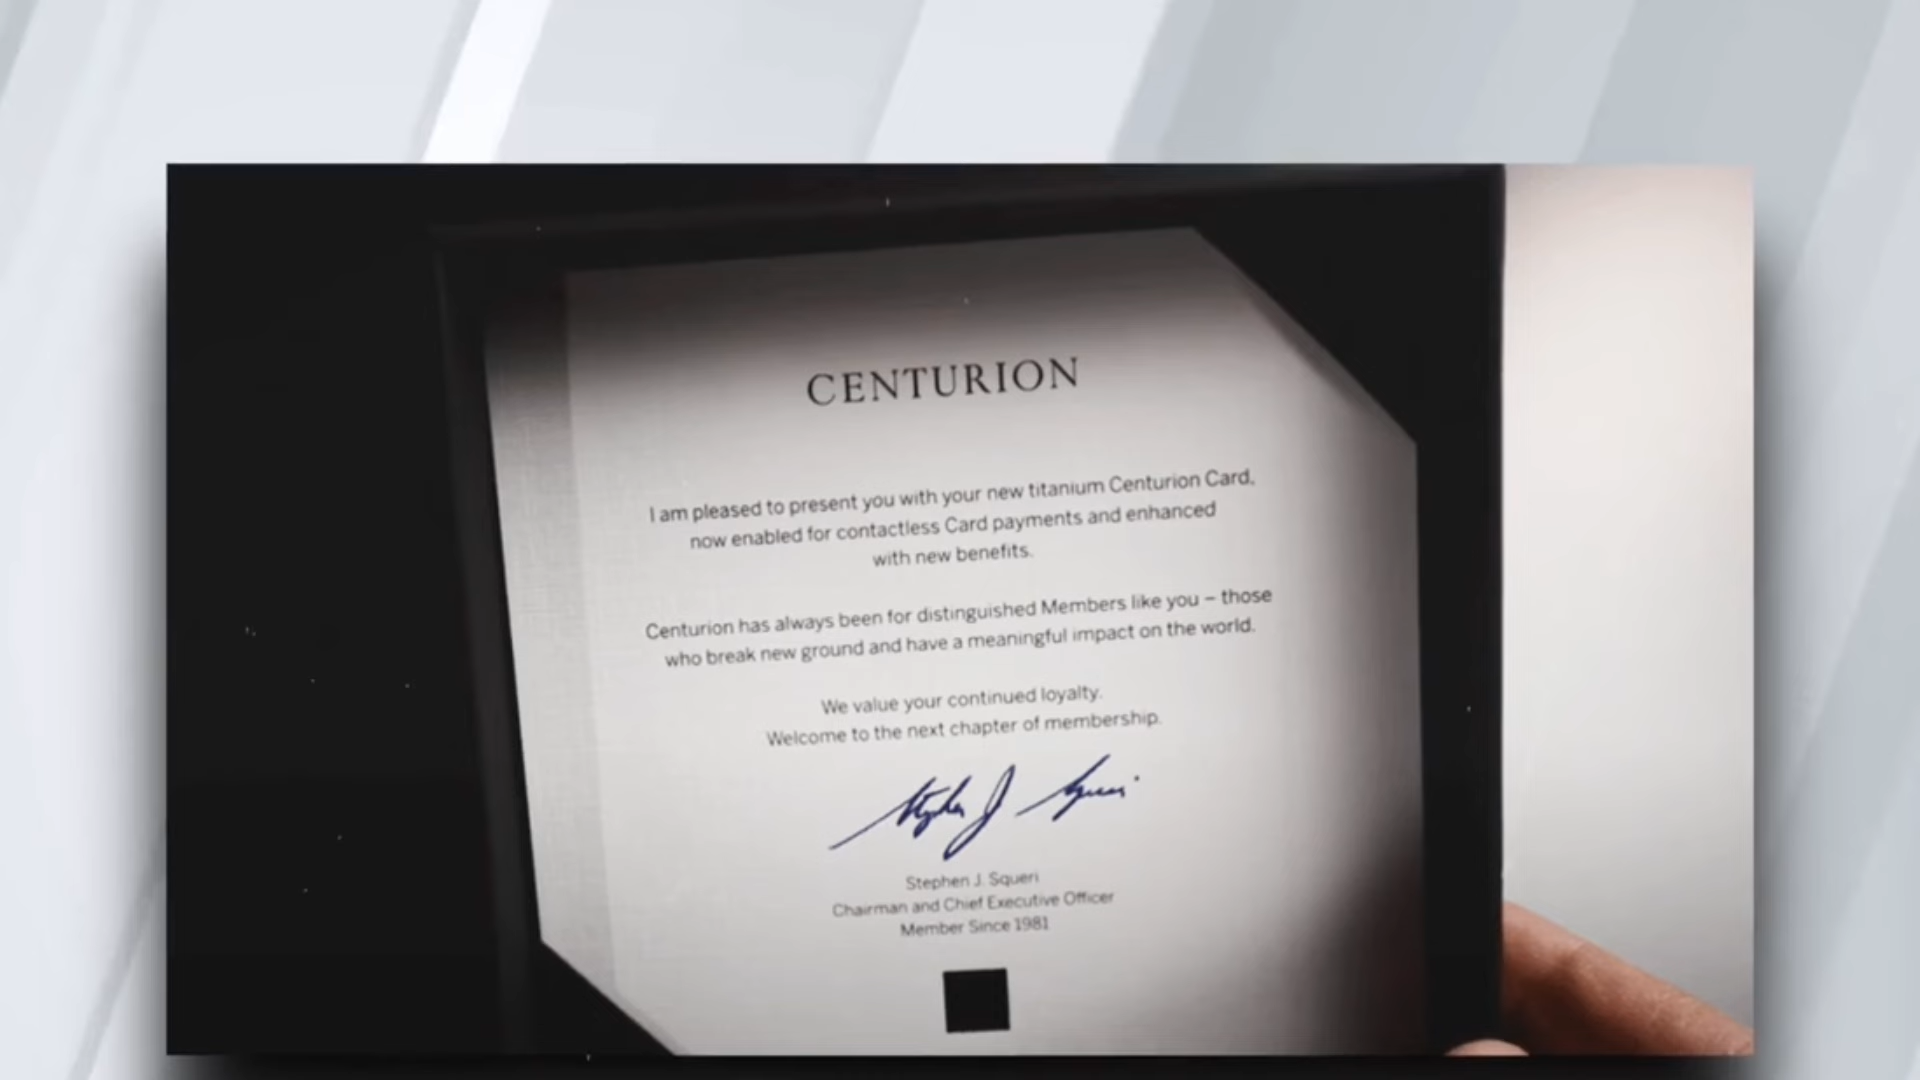 CENTURION
I am pleased to present you with your new titanium Centurion Card,
now enabled for contactless Card payments and enhanced
with new benefits.
Centurion has always been for distinguished Members like you – those
who break new ground and have a meaningful impact on the world.
We value your continued loyalty.
Welcome to the next chapter of membership.
Stephen J Squeri
Stephen J. Squeri
Chairman and Chief Executive Officer
Member Since 1981